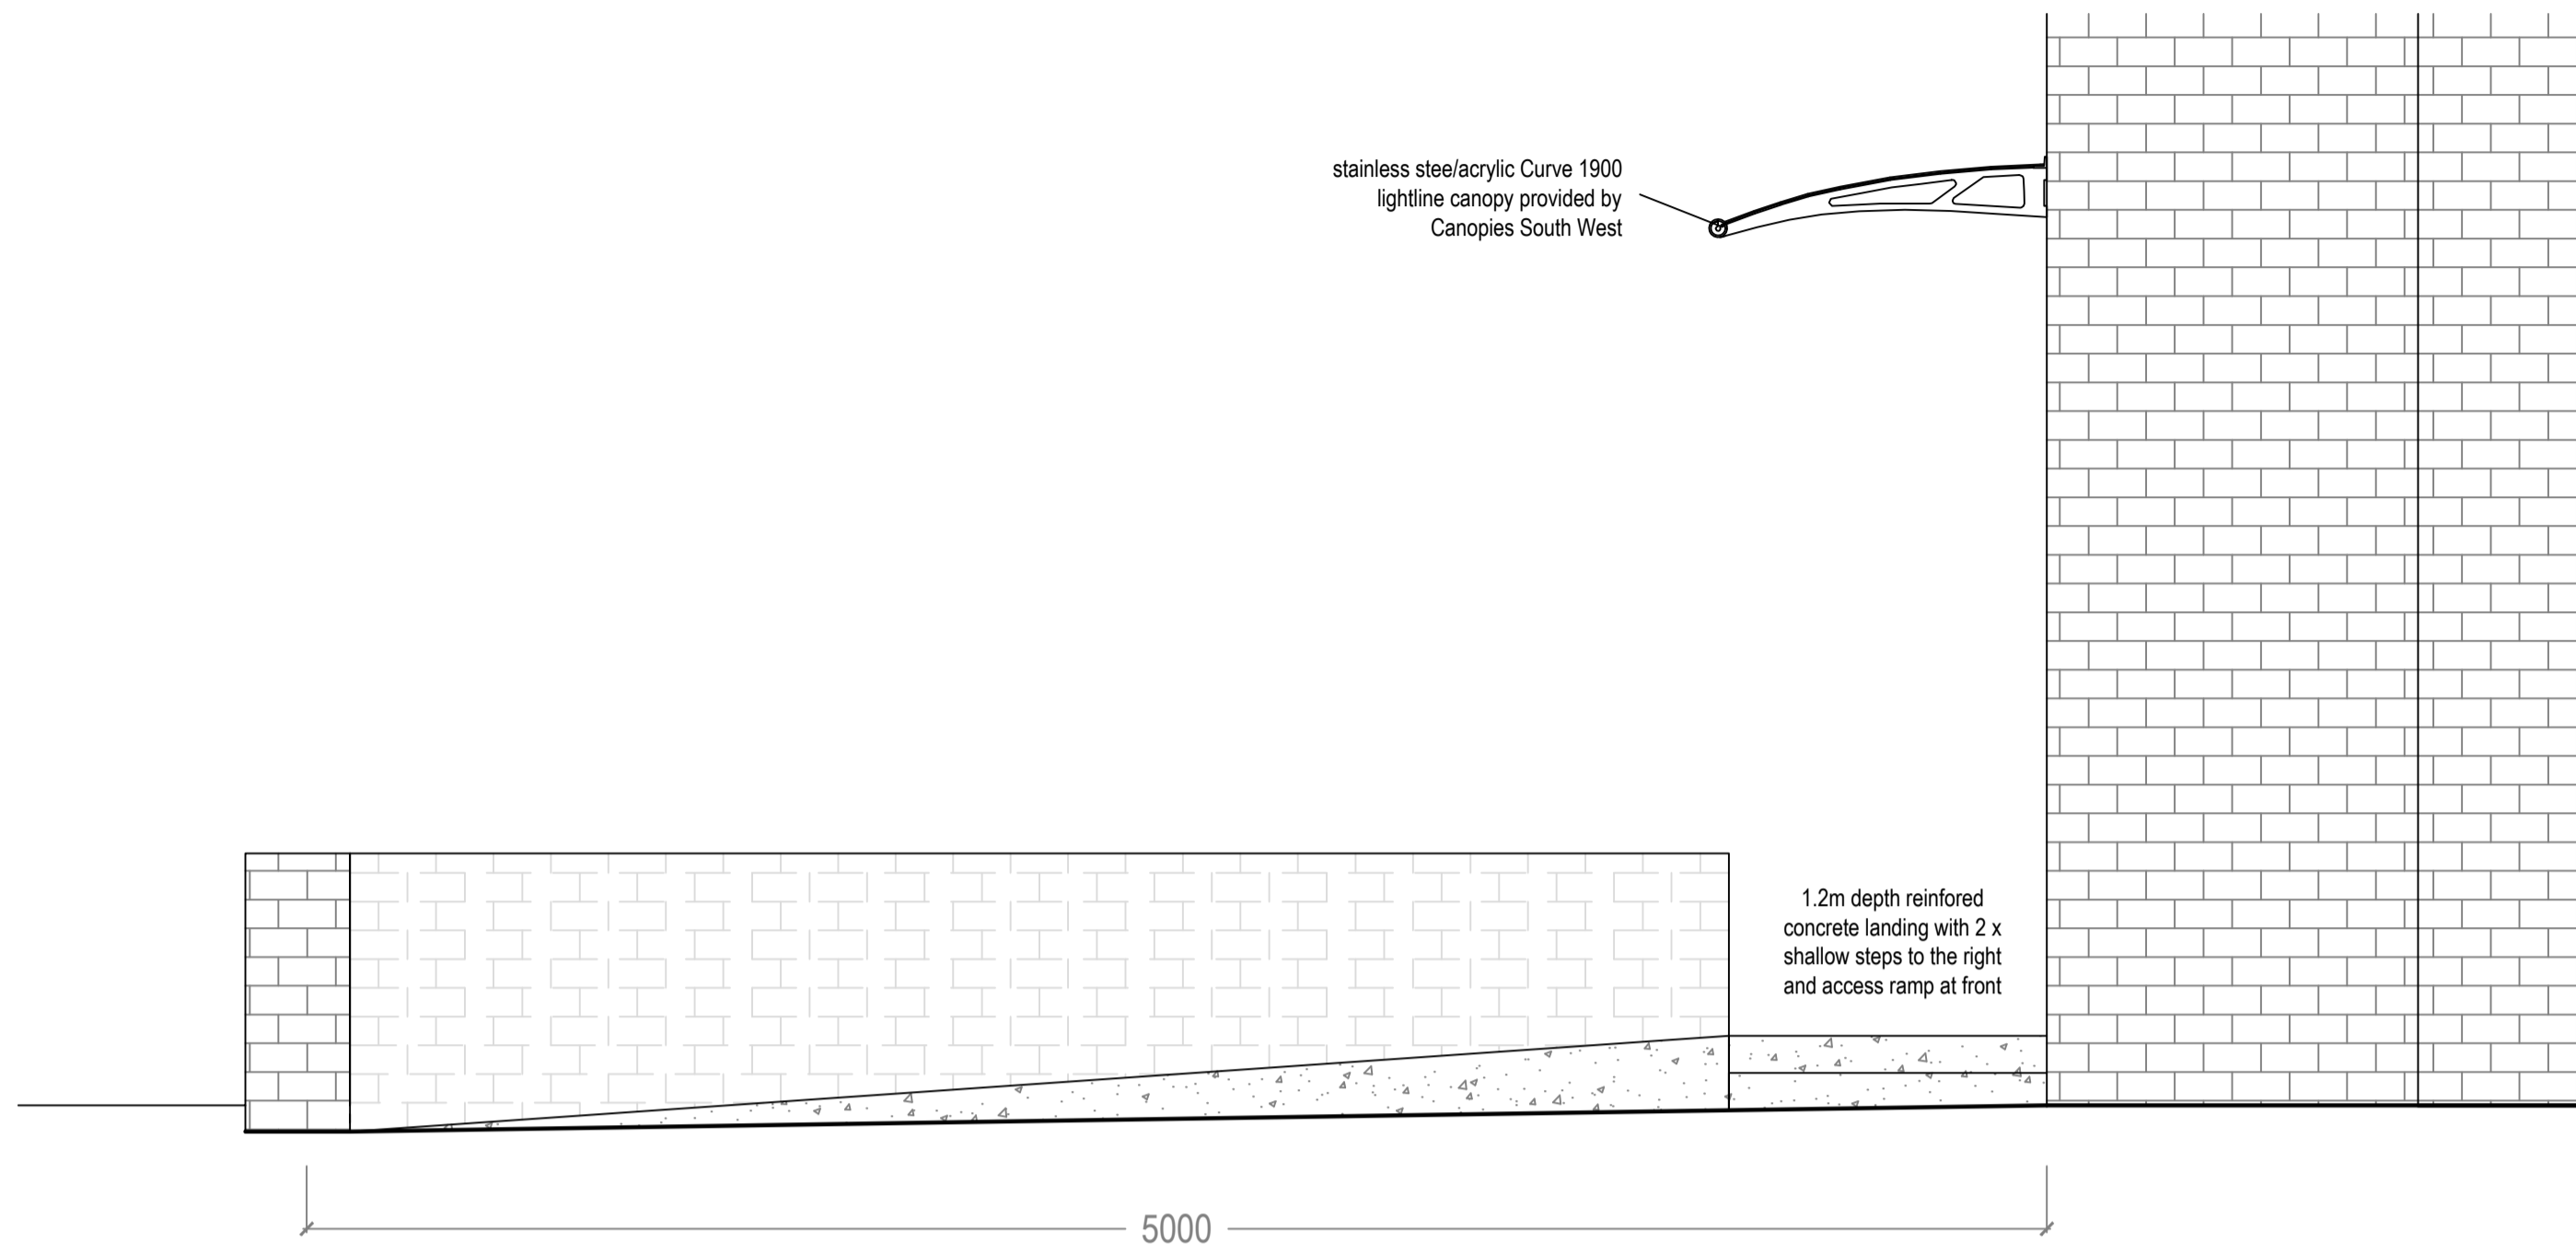 stainless stee/acrylic Curve 1900
lightline canopy provided by
Canopies South West
1.2m depth reinfored
concrete landing with 2 x
shallow steps to the right
and access ramp at front
5000